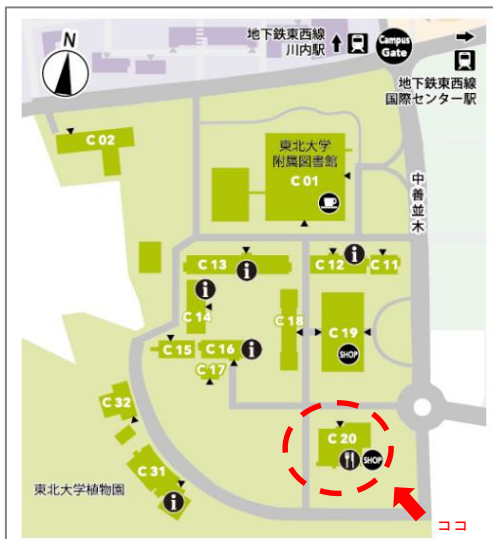 N
地下鉄東西線
川内駅
Campus
Gate
地下鉄東西線
国際センター駅
C 02
東北大学
附属図書館
C 01
中善並木
C 13
C 12
C 11
C 14
C 18
C 19
SHOP
C 15
C 16
C 17
C 32
C 20
SHOP
C 31
東北大学植物園
ココ